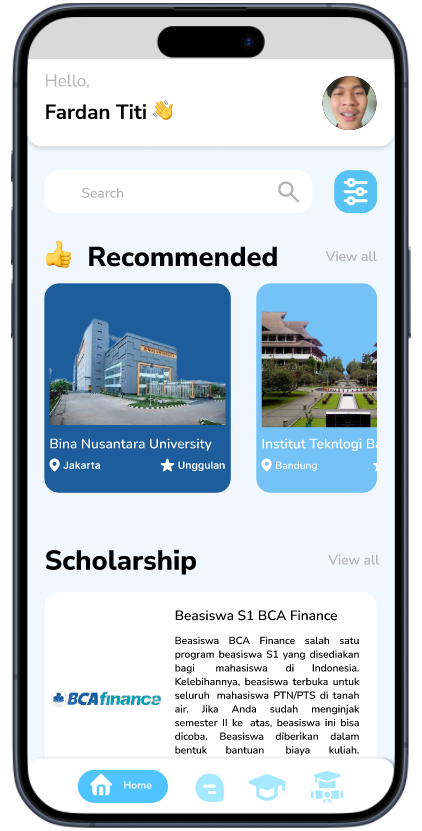 Hello,
Fardan Titi 👋
Search
👍 Recommended
View all
BINUS UNIVERSITY
Bina Nusantara University
Jakarta
Unggulan
Institut Teknlogi Ba
Bandung
Scholarship
View all
BCAfinance
Beasiswa S1 BCA Finance
Beasiswa BCA Finance salah satu
program beasiswa S1 yang disediakan
bagi mahasiswa di Indonesia.
Kelebihannya, beasiswa terbuka untuk
seluruh mahasiswa PTN/PTS di tanah
air. Jika Anda sudah menginjak
semester II ke atas, beasiswa ini bisa
dicoba. Beasiswa diberikan dalam
bentuk bantuan biaya kuliah.
Home